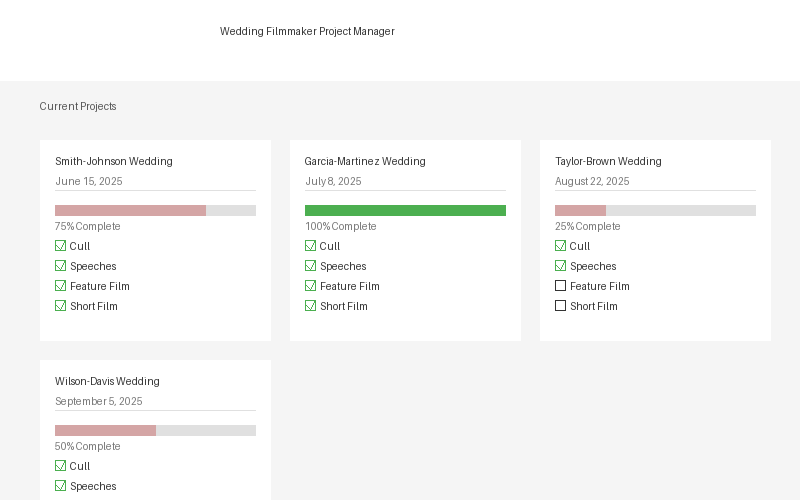 Wedding Filmmaker Project Manager
Current Projects
Smith-Johnson Wedding
June 15, 2025
75% Complete
Cull
Speeches
Feature Film
Short Film
Garcia-Martinez Wedding
July 8, 2025
100% Complete
Cull
Speeches
Feature Film
Short Film
Taylor-Brown Wedding
August 22, 2025
25% Complete
Cull
Speeches
Feature Film
Short Film
Wilson-Davis Wedding
September 5, 2025
50% Complete
Cull
Speeches